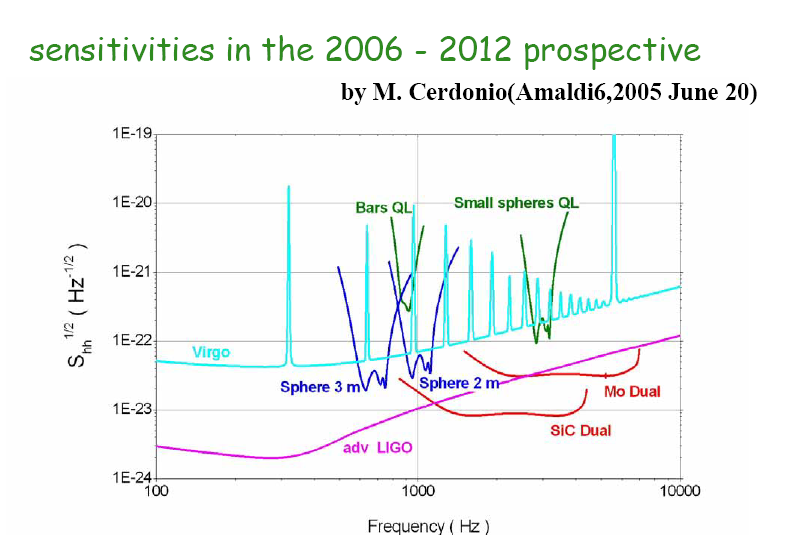 sensitivities in the 2006 - 2012 prospective
by M. Cerdonio(Amaldi6,2005 June 20)
1E-19
1E-20
1E-21
1E-22
1E-23
1E-24
S_hh^1/2 ( Hz^-1/2 )
Bars QL
Small spheres QL
Virgo
Sphere 3 m
Sphere 2 m
Mo Dual
SiC Dual
adv LIGO
100
1000
10000
Frequency ( Hz )